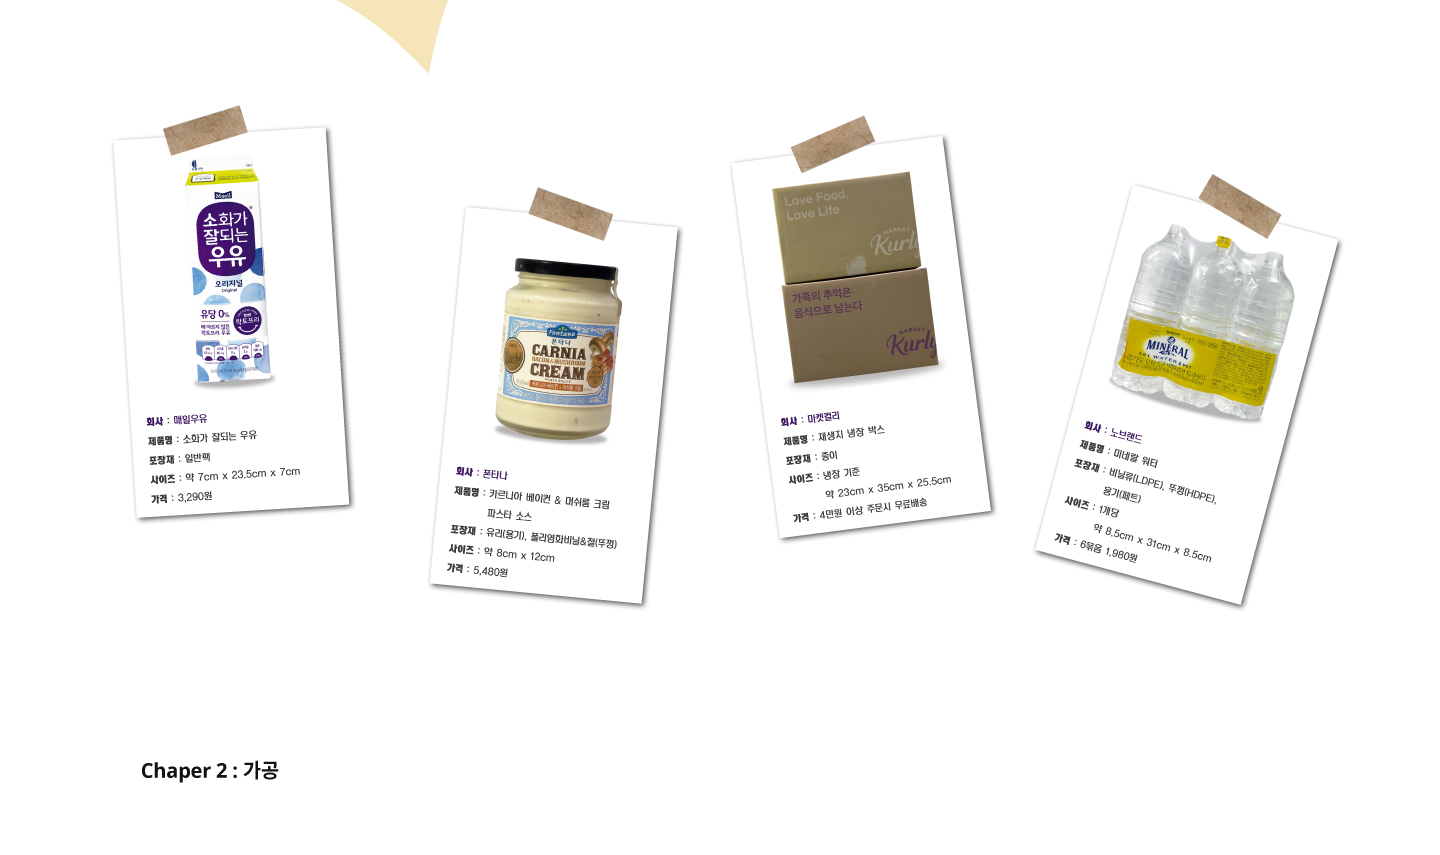 Maeil
소화가
잘되는
우유
오리지널
Original
유당 0%
배 아프지 않은
락토프리 우유
락토프리
회사 : 매일우유
제품명 : 소화가 잘되는 우유
포장재 : 일반팩
사이즈 : 약 7cm x 23.5cm x 7cm
가격 : 3,290원
Fontana
폰타나
CARNIA
BACON & MUSHROOM
CREAM
PASTA SAUCE
회사 : 폰타나
제품명 : 카르니아 베이컨 & 머쉬룸 크림
파스타 소스
포장재 : 유리(용기), 폴리염화비닐&철(뚜껑)
사이즈 : 약 8cm x 12cm
가격 : 5,480원
Love Food,
Love Life
MARKET
Kurly
가족의 추억은
음식으로 남는다
MARKET
Kurly
회사 : 마켓컬리
제품명 : 재생지 냉장 박스
포장재 : 종이
사이즈 : 냉장 기준
약 23cm x 35cm x 25.5cm
가격 : 4만원 이상 주문시 무료배송
MINERAL
WATER
회사 : 노브랜드
제품명 : 미네랄 워터
포장재 : 비닐류(LDPE), 뚜껑(HDPE),
용기(페트)
사이즈 : 1개당
약 8.5cm x 31cm x 8.5cm
가격 : 6묶음 1,980원
Chaper 2 : 가공